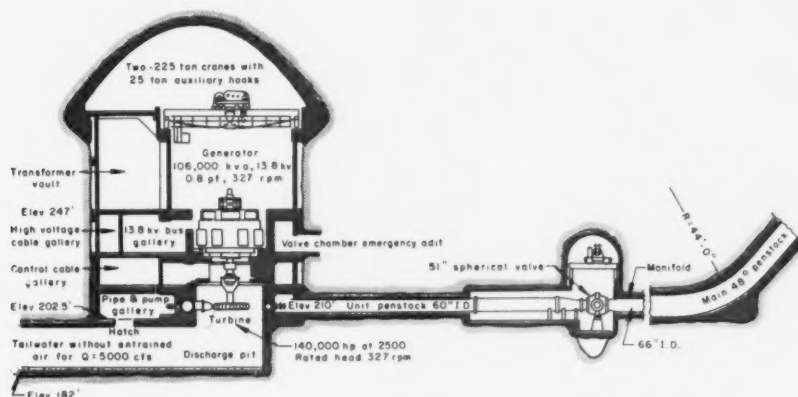 Two-225 ton cranes with
25 ton auxiliary hooks
Generator
106,000 kva, 13.8 kv
0.8 pf, 327 rpm
Transformer
vault
Elev 247'
High voltage
cable gallery
13.8 kv bus
gallery
Valve chamber emergency adit
Control cable
gallery
Elev 202.5'
Pipe & pump
gallery
Hatch
Turbine
Tailwater without entrained
air for Q=5000 cfs
Discharge pit
Elev 182'
Elev 210'
Unit penstock 60" I.D.
140,000 hp at 2500
Rated head 327 rpm
51" spherical valve
Manifold
66" I.D.
R=44'-0"
Main 48° penstock